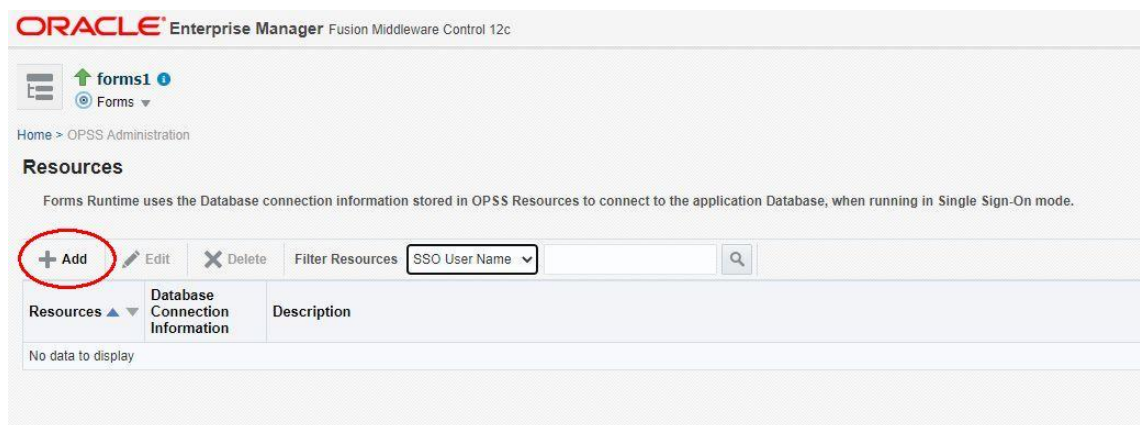 ORACLE Enterprise Manager Fusion Middleware Control 12c
forms1
Forms
Home > OPSS Administration
Resources
Forms Runtime uses the Database connection information stored in OPSS Resources to connect to the application Database, when running in Single Sign-On mode.
Add Edit Delete Filter Resources SSO User Name
Resources Database Connection Information Description
No data to display